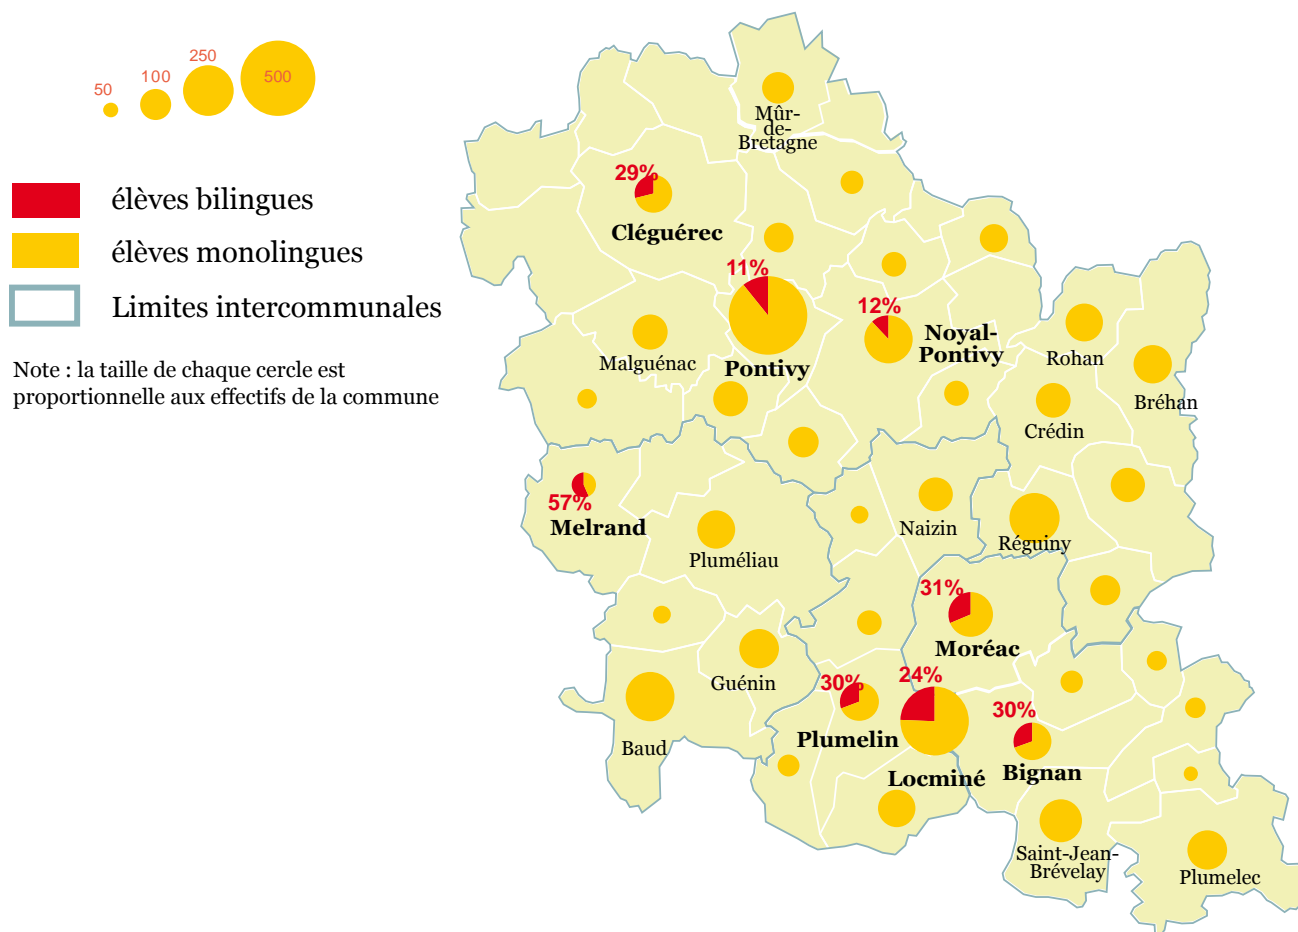 50
100
250
500
élèves bilingues
élèves monolingues
Limites intercommunales
Note : la taille de chaque cercle est
proportionnelle aux effectifs de la commune
Mûr-
de-
Bretagne
29%
Cléguérec
11%
Pontivy
12%
Noyal-
Pontivy
Malguénac
Rohan
Bréhan
Crédin
57%
Melrand
Pluméliau
Naizin
Réguiny
31%
Moréac
Guénin
30%
Plumelin
24%
Locminé
30%
Bignan
Baud
Saint-Jean-
Brévelay
Plumelec